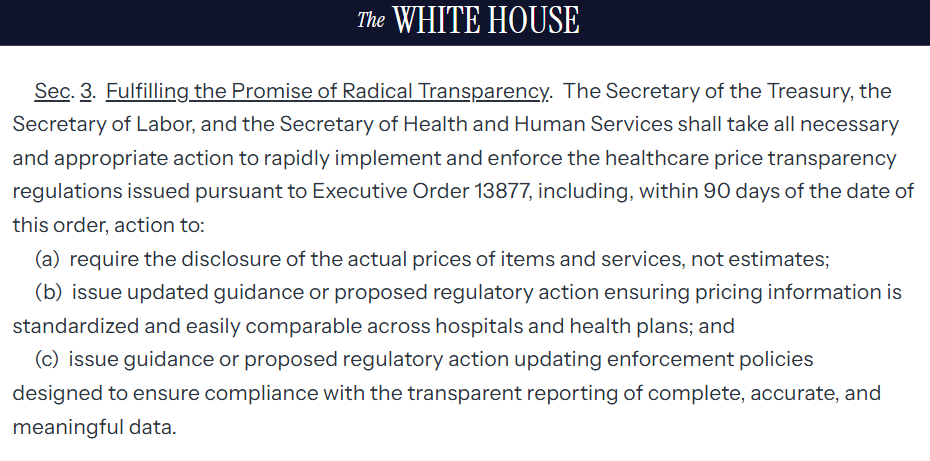 The WHITE HOUSE
Sec. 3. Fulfilling the Promise of Radical Transparency. The Secretary of the Treasury, the
Secretary of Labor, and the Secretary of Health and Human Services shall take all necessary
and appropriate action to rapidly implement and enforce the healthcare price transparency
regulations issued pursuant to Executive Order 13877, including, within 90 days of the date of
this order, action to:
(a) require the disclosure of the actual prices of items and services, not estimates;
(b) issue updated guidance or proposed regulatory action ensuring pricing information is
standardized and easily comparable across hospitals and health plans; and
(c) issue guidance or proposed regulatory action updating enforcement policies
designed to ensure compliance with the transparent reporting of complete, accurate, and
meaningful data.